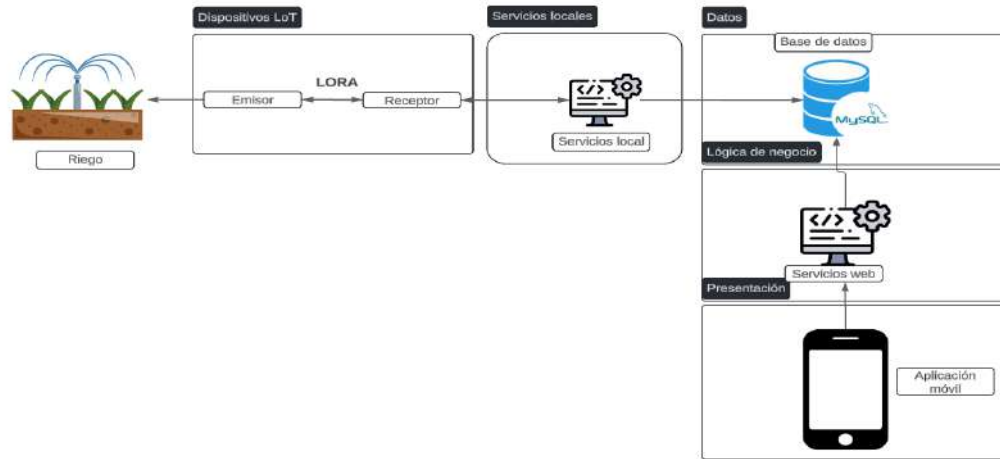 Dispositivos LoT
Servicios locales
Datos
Base de datos
LORA
Emisor
Receptor
MySQL
Servicios local
Riego
Lógica de negocio
Servicios web
Presentación
Aplicación
móvil